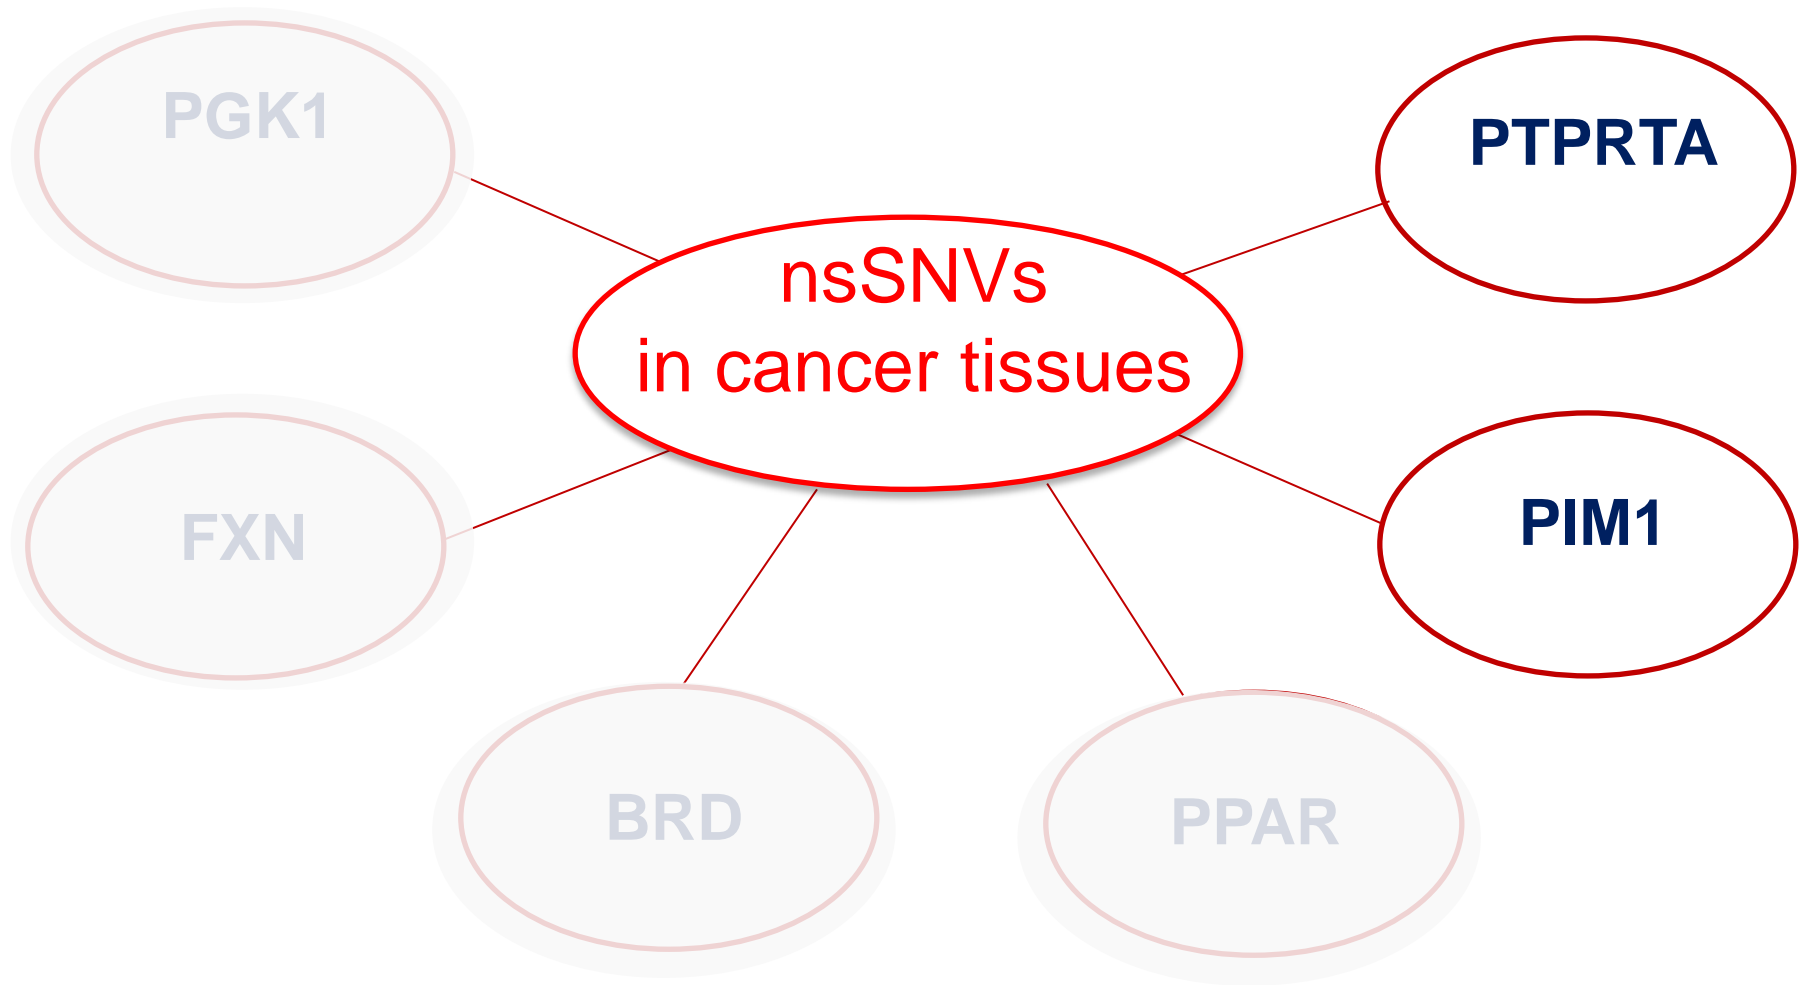 PGK1
PTPRTA
nsSNVs
in cancer tissues
FXN
PIM1
BRD
PPAR